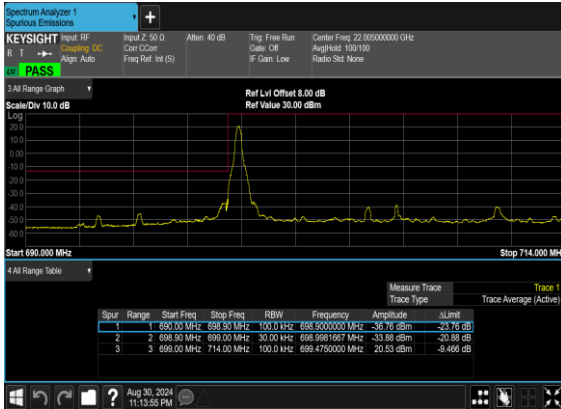 Spectrum Analyzer 1
Spurious Emissions
+
KEYSIGHT Input: RF Input Z: 50 Ω Atten: 40 dB Trig: Free Run Center Freq: 22.005000000 GHz
R T Coupling: DC Corr CCorr Gate: Off Avg|Hold: 100/100
Align: Auto Freq Ref: Int (S) IF Gain: Low Radio Std: None
PASS
3 All Range Graph
Ref Lvl Offset 8.00 dB
Scale/Div 10.0 dB Ref Value 30.00 dBm
Log
20.0
10.0
0.00
-10.0
-20.0
-30.0
-40.0
-50.0
-60.0
Start 690.000 MHz Stop 714.000 MH
4 All Range Table
Measure Trace Trace 1
Trace Type Trace Average (Active)
Spur Range Start Freq Stop Freq RBW Frequency Amplitude ΔLimit
1 1 690.00 MHz 698.90 MHz 100.0 kHz 698.9000000 MHz -36.76 dBm -23.76 dB
2 2 698.90 MHz 699.00 MHz 30.00 kHz 698.9981667 MHz -33.88 dBm -20.88 dB
3 3 699.00 MHz 714.00 MHz 100.0 kHz 699.4750000 MHz 20.53 dBm -9.466 dB
? Aug 30, 2024
11:13:55 PM